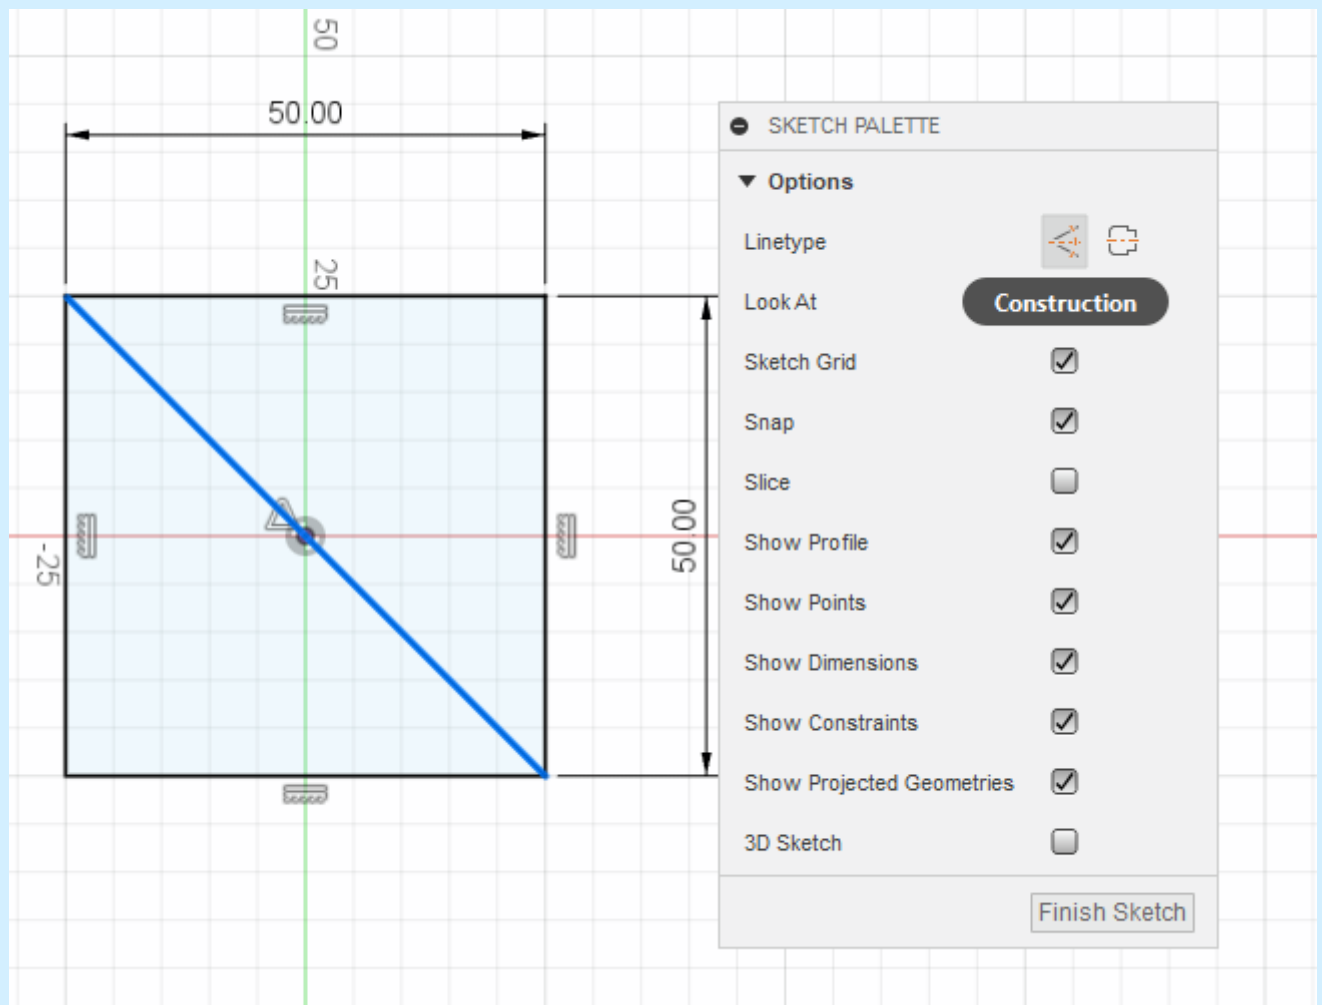 50
50.00
25
-25
50.00
SKETCH PALETTE
Options
Linetype
Look At
Construction
Sketch Grid
Snap
Slice
Show Profile
Show Points
Show Dimensions
Show Constraints
Show Projected Geometries
3D Sketch
Finish Sketch